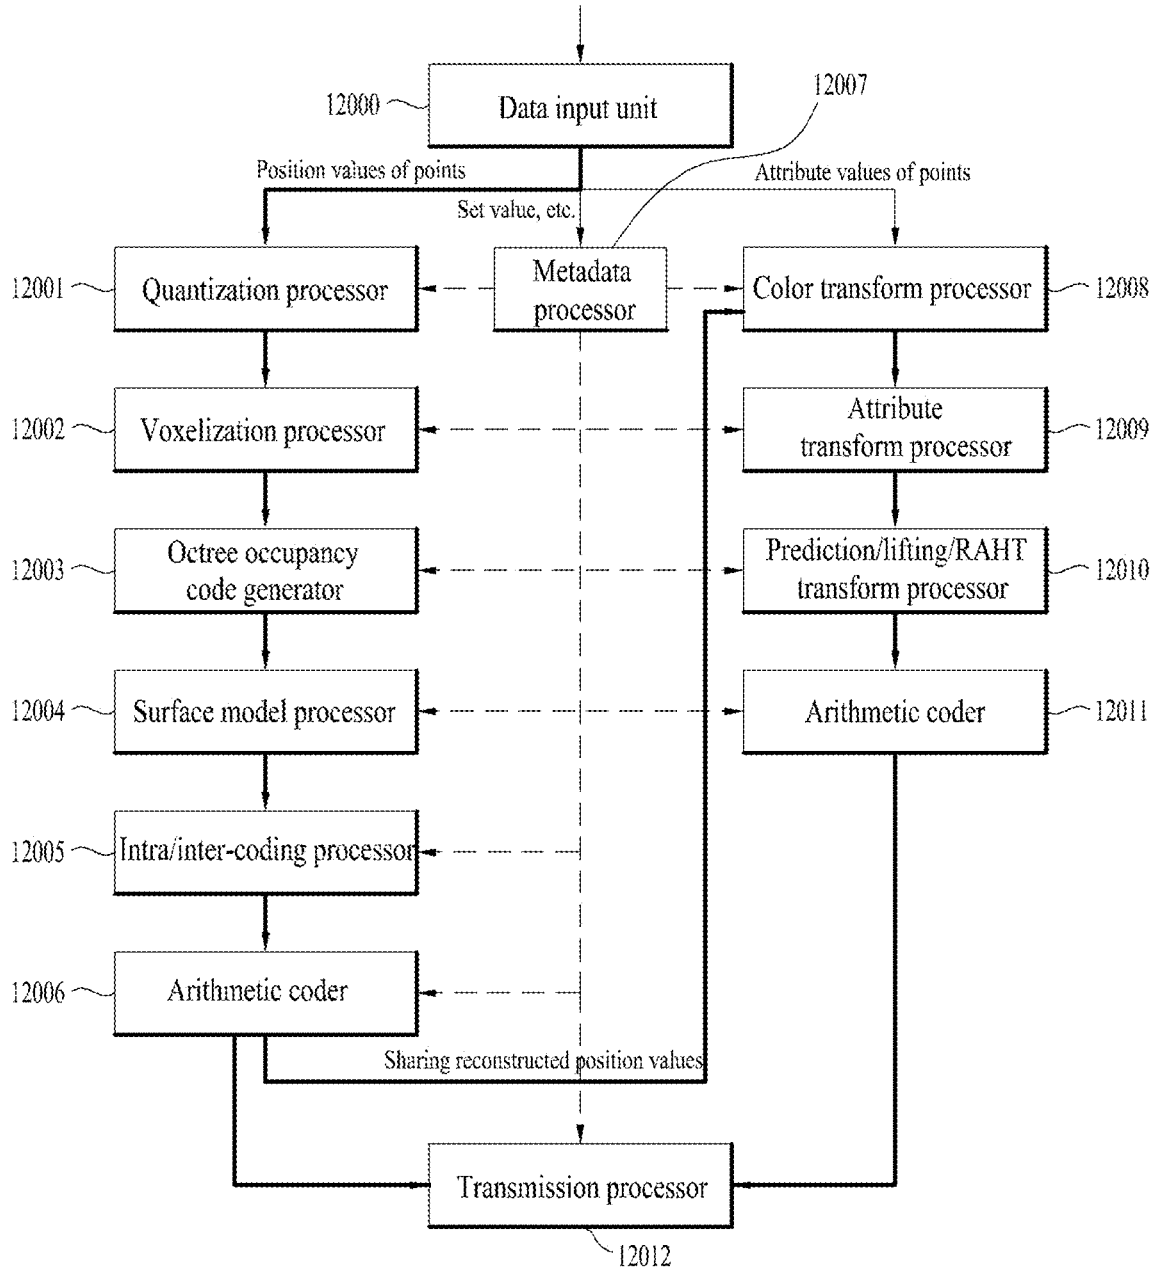 12000
Data input unit
12007
Position values of points
Attribute values of points
Set value, etc.
12001
Quantization processor
Metadata
processor
Color transform processor
12008
12002
Voxelization processor
Attribute
transform processor
12009
12003
Octree occupancy
code generator
Prediction/lifting/RAHT
transform processor
12010
12004
Surface model processor
Arithmetic coder
12011
12005
Intra/inter-coding processor
12006
Arithmetic coder
Sharing reconstructed position values
Transmission processor
12012